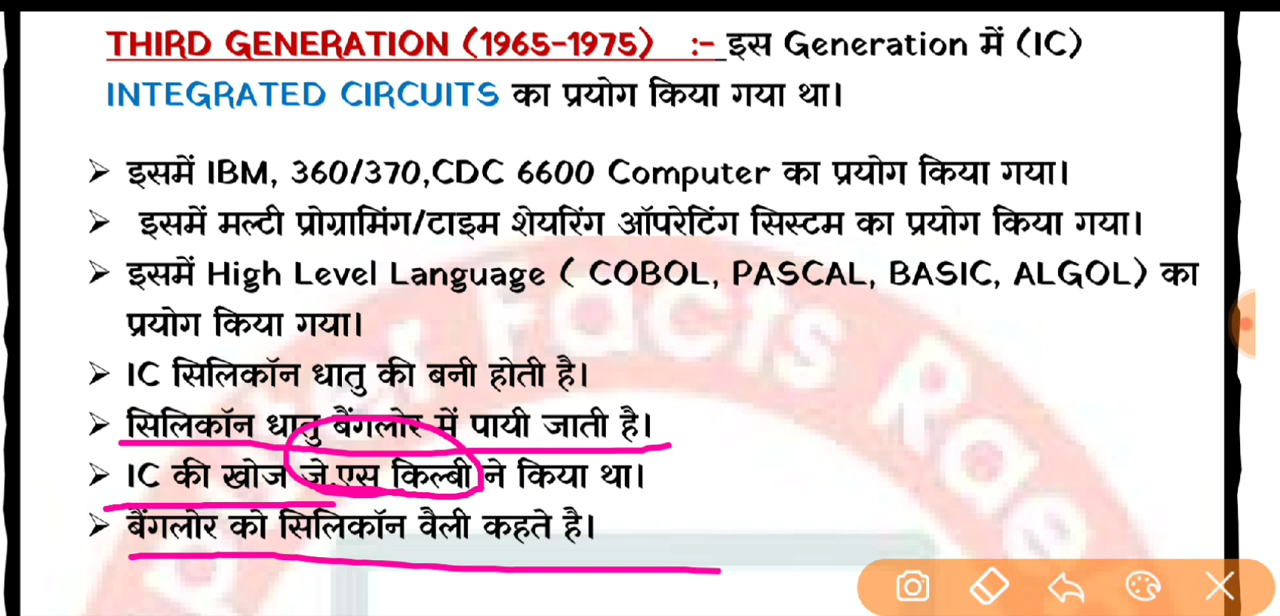 THIRD GENERATION (1965-1975) :- इस Generation में (IC)
INTEGRATED CIRCUITS का प्रयोग किया गया था।
➢ इसमें IBM, 360/370,CDC 6600 Computer का प्रयोग किया गया।
➢ इसमें मल्टी प्रोग्रामिंग/टाइम शेयरिंग ऑपरेटिंग सिस्टम का प्रयोग किया गया।
➢ इसमें High Level Language ( COBOL, PASCAL, BASIC, ALGOL) का
प्रयोग किया गया।
➢ IC सिलिकॉन धातु की बनी होती है।
➢ सिलिकॉन धातु बैंगलोर में पायी जाती है।
➢ IC की खोज जे.एस किल्बी ने किया था।
➢ बैंगलोर को सिलिकॉन वैली कहते है।
Facts Rae